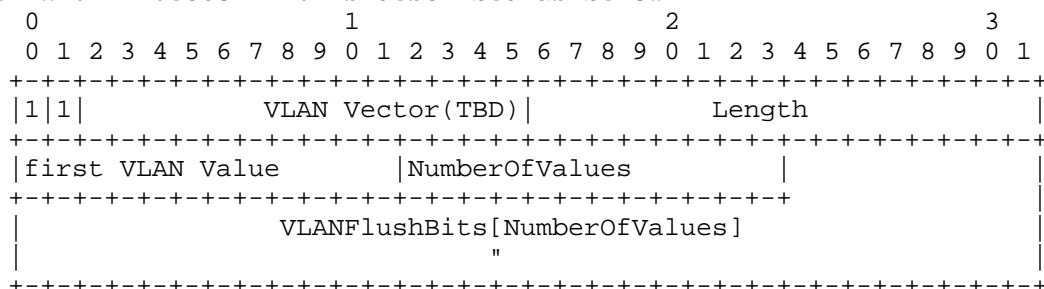 0                   1                   2                   3
 0 1 2 3 4 5 6 7 8 9 0 1 2 3 4 5 6 7 8 9 0 1 2 3 4 5 6 7 8 9 0 1
+-+-+-+-+-+-+-+-+-+-+-+-+-+-+-+-+-+-+-+-+-+-+-+-+-+-+-+-+-+-+-+-+
|1|1|           VLAN Vector(TBD)|           Length              |
+-+-+-+-+-+-+-+-+-+-+-+-+-+-+-+-+-+-+-+-+-+-+-+-+-+-+-+-+-+-+-+-+
|first VLAN Value       |NumberOfValues         |               |
+-+-+-+-+-+-+-+-+-+-+-+-+-+-+-+-+-+-+-+-+-+-+-+-+               |
|                VLANFlushBits[NumberOfValues]                  |
|                             "                                 |
+-+-+-+-+-+-+-+-+-+-+-+-+-+-+-+-+-+-+-+-+-+-+-+-+-+-+-+-+-+-+-+-+